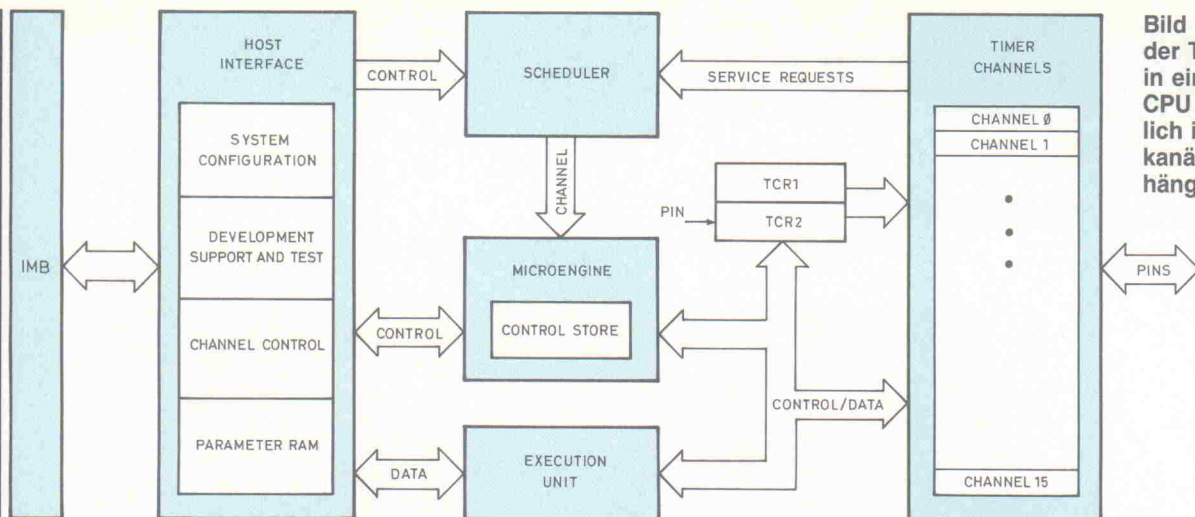 IMB
HOST
INTERFACE
SYSTEM
CONFIGURATION
DEVELOPMENT
SUPPORT AND TEST
CHANNEL CONTROL
PARAMETER RAM
CONTROL
CONTROL
DATA
SCHEDULER
CHANNEL
MICROENGINE
CONTROL STORE
EXECUTION
UNIT
SERVICE REQUESTS
PIN
TCR1
TCR2
CONTROL/DATA
TIMER
CHANNELS
CHANNEL Ø
CHANNEL 1
CHANNEL 15
PINS
Bild
der T
in ein
CPU
lich i
kanä
häng